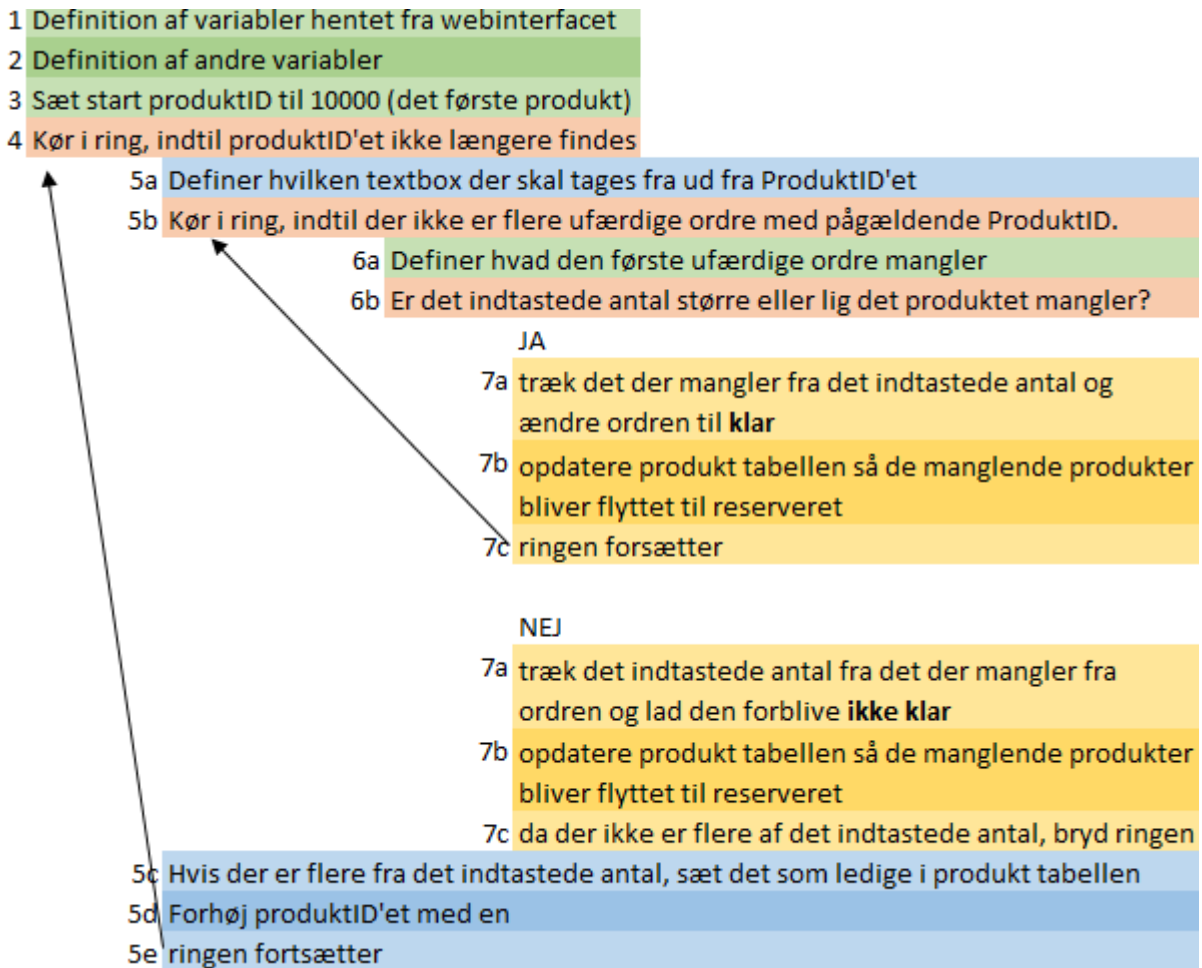 1 Definition af variabler hentet fra webinterfacet
2 Definition af andre variabler
3 Sæt start produktID til 10000 (det første produkt)
4 Kør i ring, indtil produktID'et ikke længere findes
5a Definer hvilken textbox der skal tages fra ud fra ProduktID'et
5b Kør i ring, indtil der ikke er flere ufærdige ordre med pågældende ProduktID.
6a Definer hvad den første ufærdige ordre mangler
6b Er det indtastede antal større eller lig det produktet mangler?
JA
7a træk det der mangler fra det indtastede antal og
ændre ordren til klar
7b opdatere produkt tabellen så de manglende produkter
bliver flyttet til reserveret
7c ringen forsætter
NEJ
7a træk det indtastede antal fra det der mangler fra
ordren og lad den forblive ikke klar
7b opdatere produkt tabellen så de manglende produkter
bliver flyttet til reserveret
7c da der ikke er flere af det indtastede antal, bryd ringen
5c Hvis der er flere fra det indtastede antal, sæt det som ledige i produkt tabellen
5d Forhøj produktID'et med en
5e ringen fortsætter